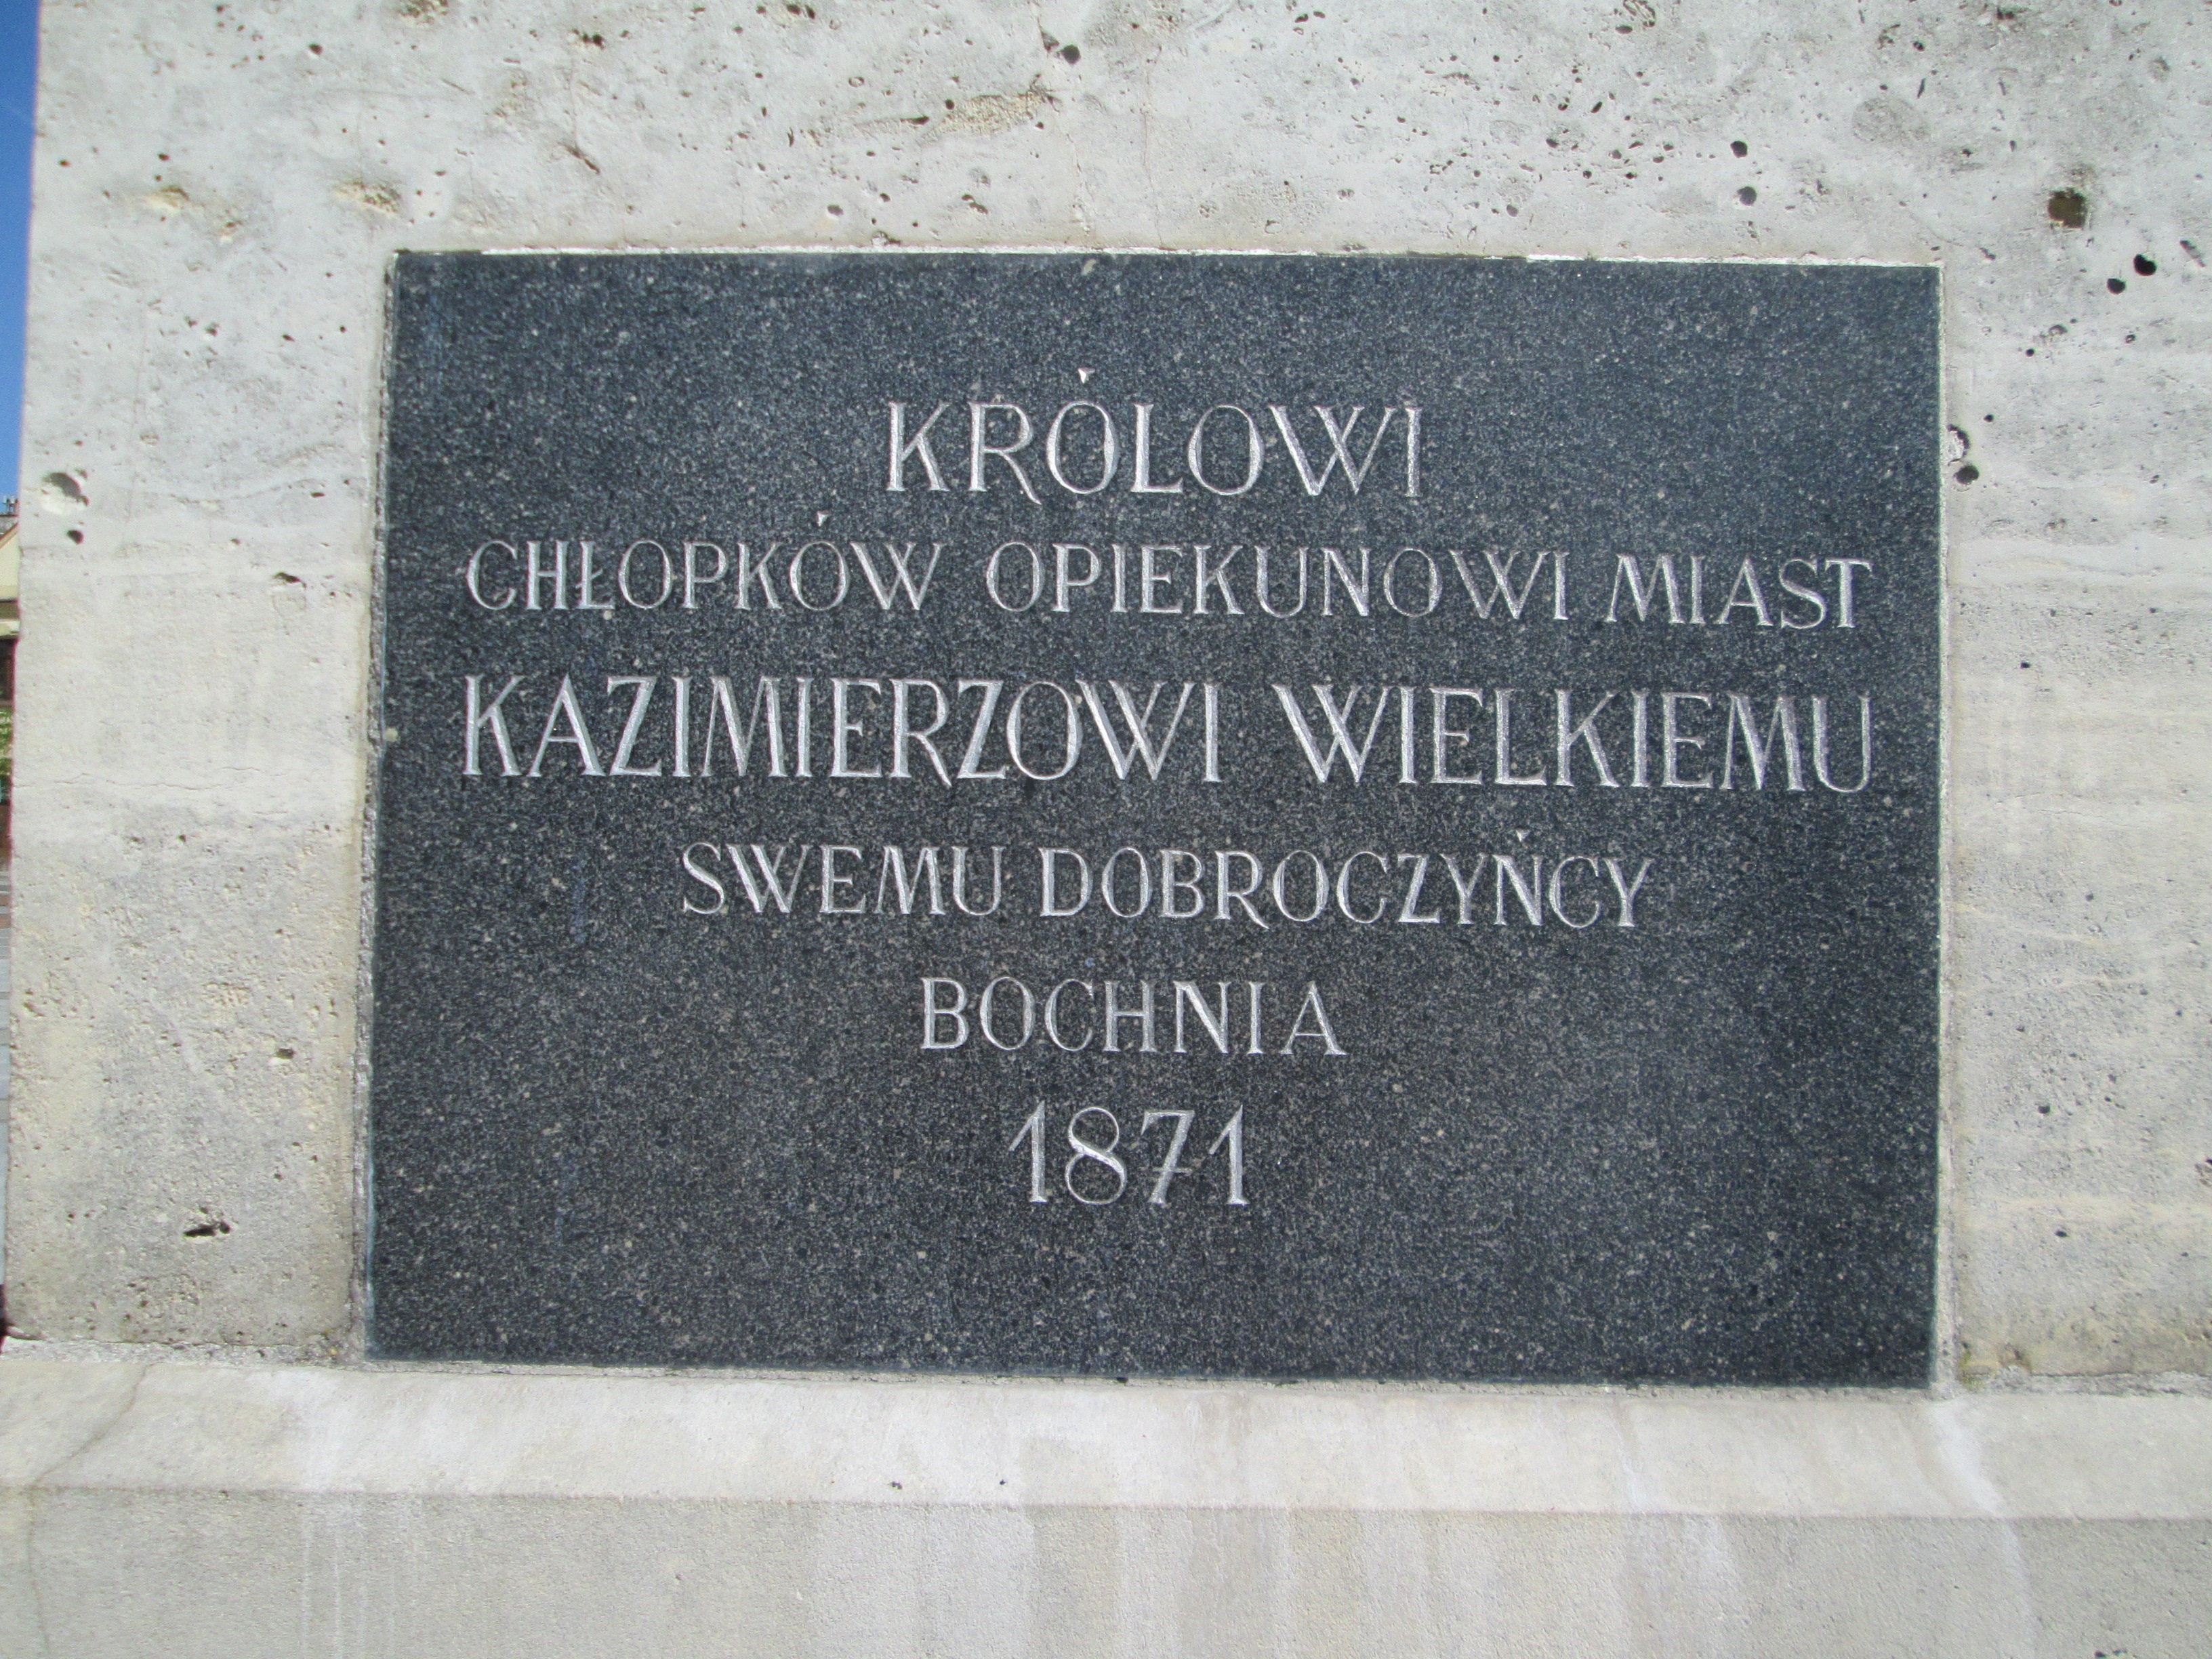 KRÓLOWI
CHŁOPKÓW OPIEKUNOWI MIAST
KAZIMIERZOWI WIELKIEMU
SWEMU DOBROCZYŃCY
BOCHNIA
1871